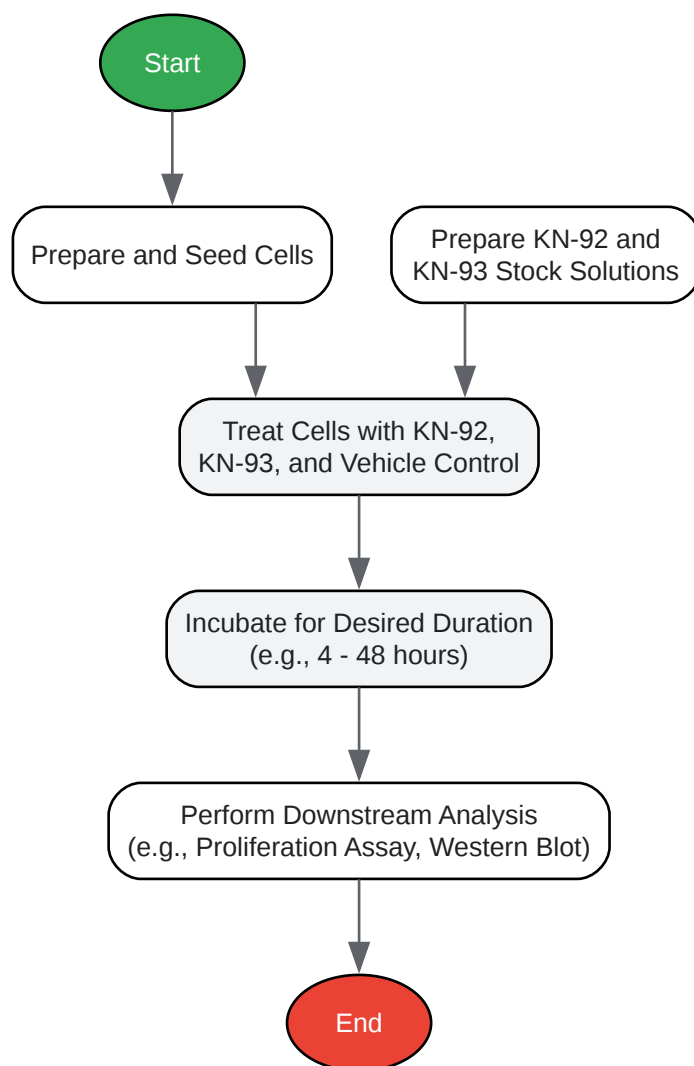 Start
Prepare and Seed Cells
Prepare KN-92 and
KN-93 Stock Solutions
Treat Cells with KN-92,
KN-93, and Vehicle Control
Incubate for Desired Duration
(e.g., 4 - 48 hours)
Perform Downstream Analysis
(e.g., Proliferation Assay, Western Blot)
End